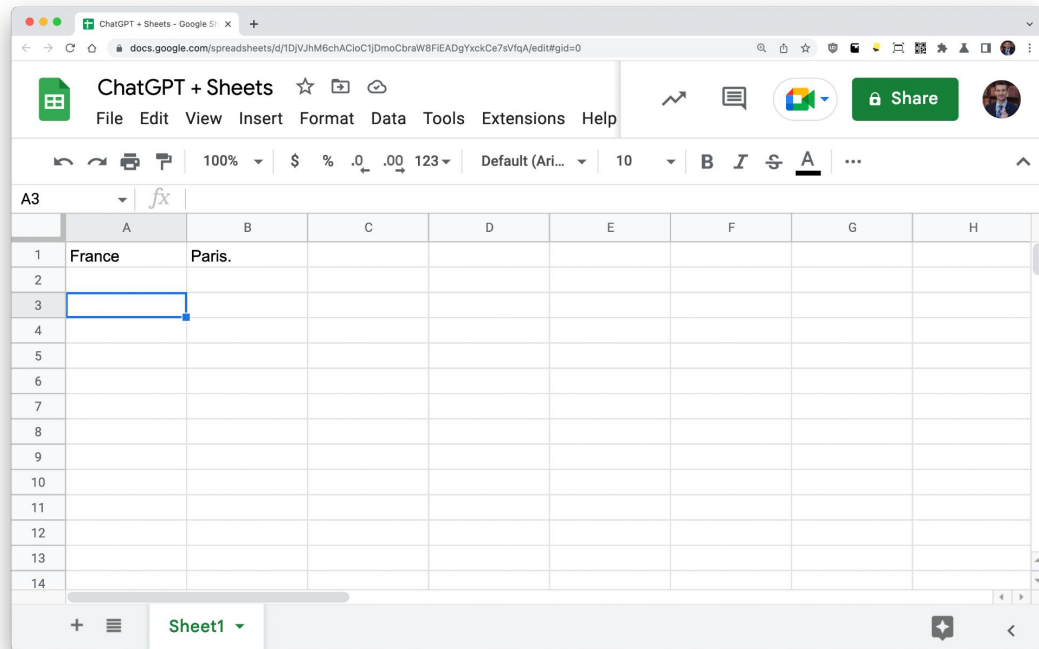 ChatGPT + Sheets - Google Sh
docs.google.com/spreadsheets/d/1DjVJhM6chACioC1jDmoCbraW8FiEADgYxckCe7sVfqA/edit#gid=0
ChatGPT + Sheets
File Edit View Insert Format Data Tools Extensions Help
Share
100% $ % .0 .00 123 Default (Ari... 10 B I S A
A3 fx
A B C D E F G H
1 France Paris.
2
3
4
5
6
7
8
9
10
11
12
13
14
Sheet1